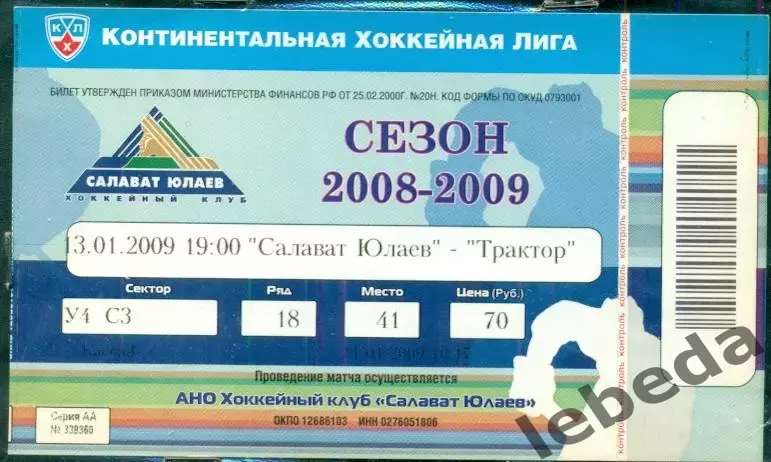 КХЛ
Континентальная Хоккейная Лига
БИЛЕТ УТВЕРЖДЕН ПРИКАЗОМ МИНИСТЕРСТВА ФИНАНСОВ РФ ОТ 25.02.2000Г. №20Н. КОД ФОРМЫ ПО ОКУД 0793001
САЛАВАТ ЮЛАЕВ
ХОККЕЙНЫЙ КЛУБ
СЕЗОН
2008-2009
13.01.2009 19:00 "Салават Юлаев" - "Трактор"
Сектор Ряд Место Цена (Руб.)
У4 С3 18 41 70
Проведение матча осуществляется
АНО Хоккейный клуб «Салават Юлаев»
ОКПО 12686103 ИНН 0276051806
Серия АА
№ 339360
контроль контроль контроль контроль контроль контроль контроль контроль
lebeda